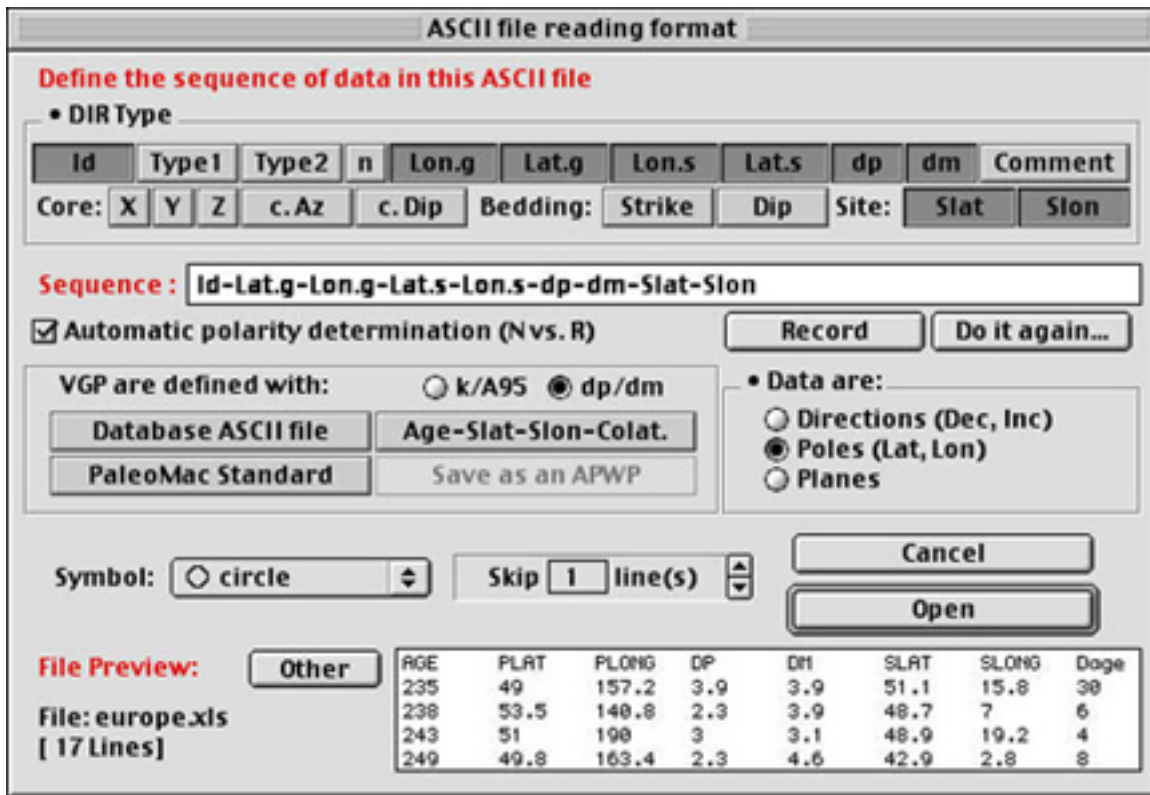 ASCII file reading format
Define the sequence of data in this ASCII file
• DIR Type
Id Type1 Type2 n Lon.g Lat.g Lon.s Lat.s dp dm Comment
Core: X Y Z c. Az c. Dip Bedding: Strike Dip Site: Slat Slon
Sequence : Id-Lat.g-Lon.g-Lat.s-Lon.s-dp-dm-Slat-Slon
Automatic polarity determination (N vs. R) Record Do it again...
VGP are defined with: k/A95 dp/dm
Database ASCII file Age-Slat-Slon-Colat.
PaleoMac Standard Save as an APWP
• Data are:
Directions (Dec, Inc)
Poles (Lat, Lon)
Planes
Symbol: circle Skip 1 line(s)
Cancel
Open
File Preview: Other
File: europe.xls
[ 17 Lines]
AGE PLAT PLONG DP DM SLAT SLONG Dage
235 49 157.2 3.9 3.9 51.1 15.8 30
238 53.5 140.8 2.3 3.9 48.7 7 6
243 51 190 3 3.1 48.9 19.2 4
249 49.8 163.4 2.3 4.6 42.9 2.8 8